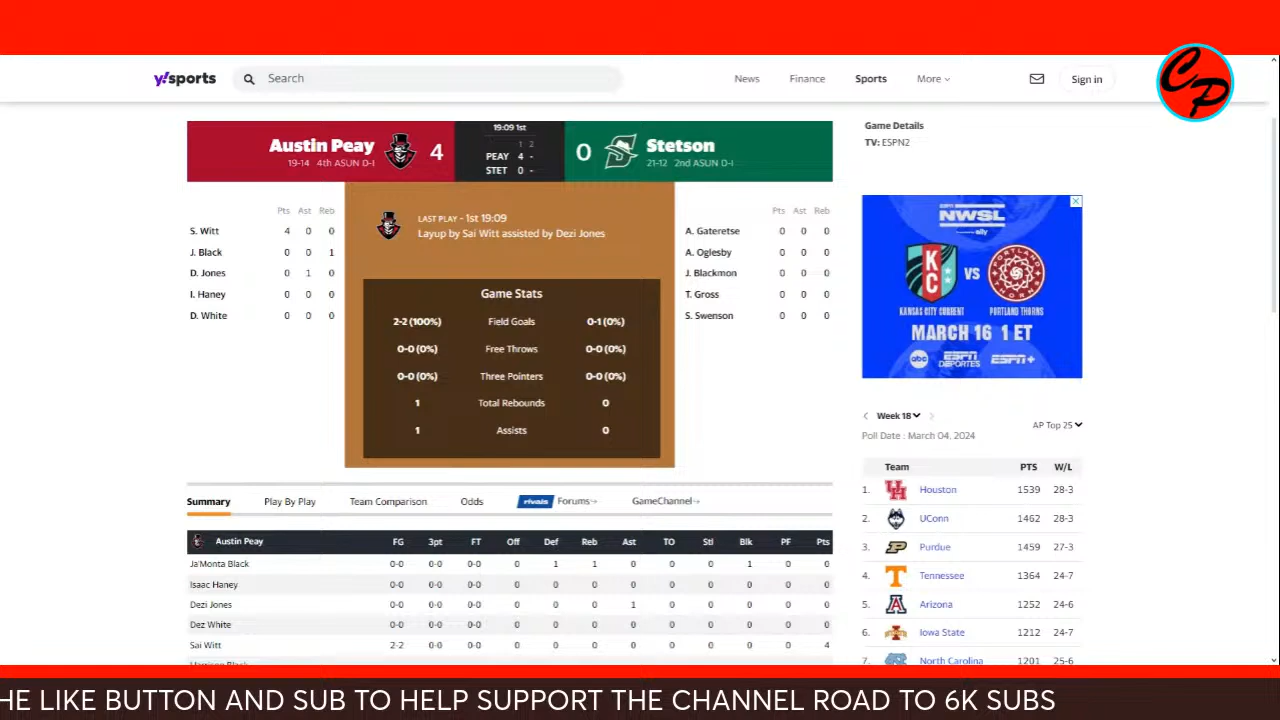 y!sports
Search
News Finance Sports More
Sign in
CP
Austin Peay
19-14 4th ASUN D-I
4
19:09 1st
1 2
PEAY 4 -
STET 0 -
0
Stetson
21-12 2nd ASUN D-I
Game Details
TV: ESPN2
Pts Ast Reb
S. Witt 4 0 0
J. Black 0 0 1
D. Jones 0 1 0
I. Haney 0 0 0
D. White 0 0 0
LAST PLAY - 1st 19:09
Layup by Sai Witt assisted by Dezi Jones
Game Stats
2-2 (100%) Field Goals 0-1 (0%)
0-0 (0%) Free Throws 0-0 (0%)
0-0 (0%) Three Pointers 0-0 (0%)
1 Total Rebounds 0
1 Assists 0
Pts Ast Reb
A. Gateretse 0 0 0
A. Oglesby 0 0 0
J. Blackmon 0 0 0
T. Gross 0 0 0
S. Swenson 0 0 0
NWSL
ally
KC VS
KANSAS CITY CURRENT PORTLAND THORNS
MARCH 16 1 ET
abc ESPN DEPORTES ESPN+
Week 18
AP Top 25
Poll Date : March 04, 2024
Team PTS W/L
1. Houston 1539 28-3
2. UConn 1462 28-3
3. Purdue 1459 27-3
4. Tennessee 1364 24-7
5. Arizona 1252 24-6
6. Iowa State 1212 24-7
7. North Carolina 1201 25-6
Summary Play By Play Team Comparison Odds rivals Forums GameChannel
Austin Peay FG 3pt FT Off Def Reb Ast TO Stl Blk PF Pts
Ja'Monta Black 0-0 0-0 0-0 0 1 1 0 0 0 1 0 0
Isaac Haney 0-0 0-0 0-0 0 0 0 0 0 0 0 0 0
Dezi Jones 0-0 0-0 0-0 0 0 0 1 0 0 0 0 0
Dez White 0-0 0-0 0-0 0 0 0 0 0 0 0 0 0
Sai Witt 2-2 0-0 0-0 0 0 0 0 0 0 0 0 4
HE LIKE BUTTON AND SUB TO HELP SUPPORT THE CHANNEL ROAD TO 6K SUBS